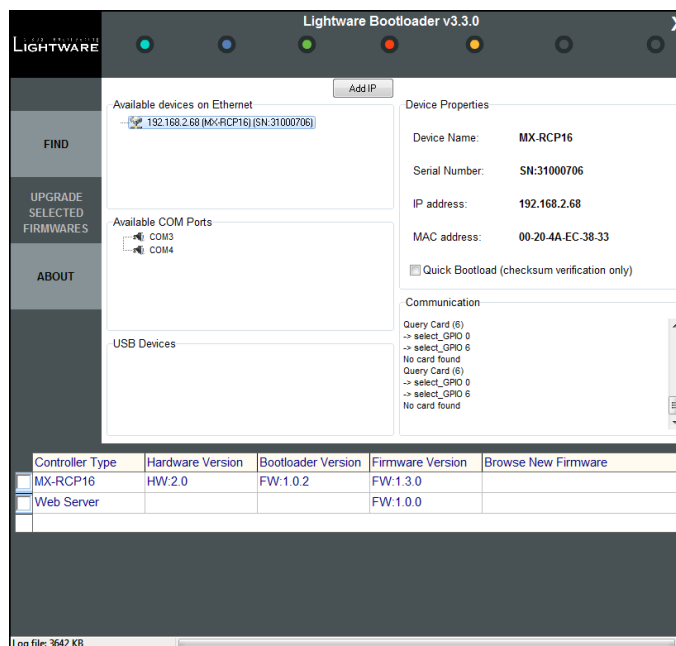 Lightware Bootloader v3.3.0
X
LIGHTWARE
Add IP
Available devices on Ethernet
192.168.2.68 (MX-RCP16) (SN:31000706)
Device Properties
Device Name: MX-RCP16
Serial Number: SN:31000706
IP address: 192.168.2.68
MAC address: 00-20-4A-EC-38-33
Quick Bootload (checksum verification only)
FIND
UPGRADE
SELECTED
FIRMWARES
ABOUT
Available COM Ports
COM3
COM4
USB Devices
Communication
Query Card (6)
-> select_GPIO 0
-> select_GPIO 6
No card found
Query Card (6)
-> select_GPIO 0
-> select_GPIO 6
No card found
Controller Type Hardware Version Bootloader Version Firmware Version Browse New Firmware
MX-RCP16 HW:2.0 FW:1.0.2 FW:1.3.0
Web Server FW:1.0.0
Log file: 3642 KB